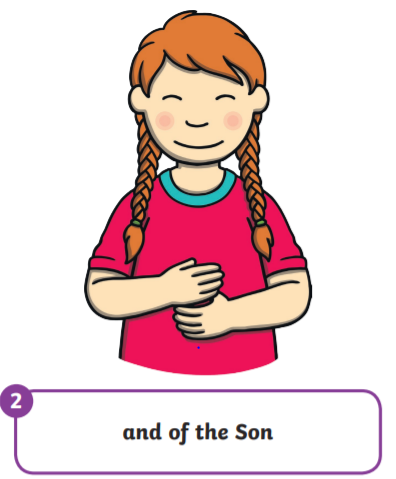 2
and of the Son